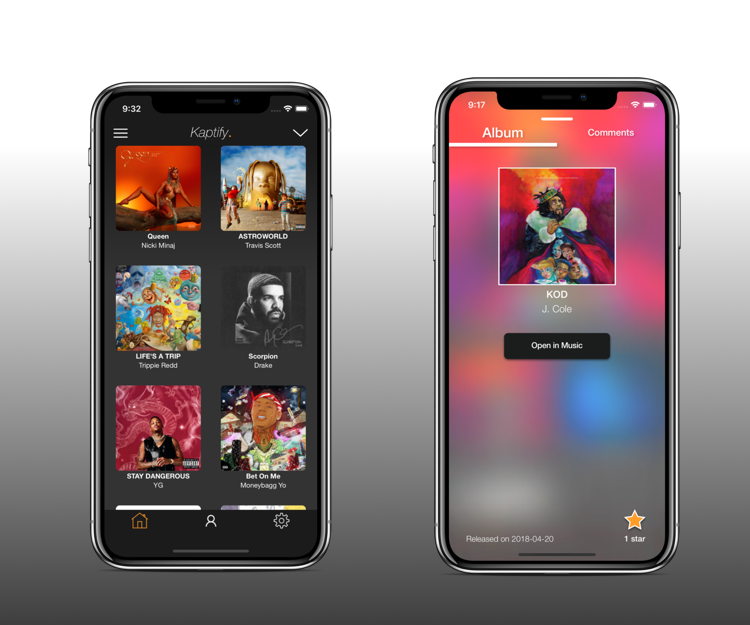 9:32
Kaptify.
Queen
Queen
Nicki Minaj
ASTROWORLD
Travis Scott
LIFE'S A TRIP
Trippie Redd
Scorpion
Drake
STAY DANGEROUS
YG
Bet On Me
Moneybagg Yo
9:17
Album
Comments
KOD
J. Cole
Open in Music
Released on 2018-04-20
1 star